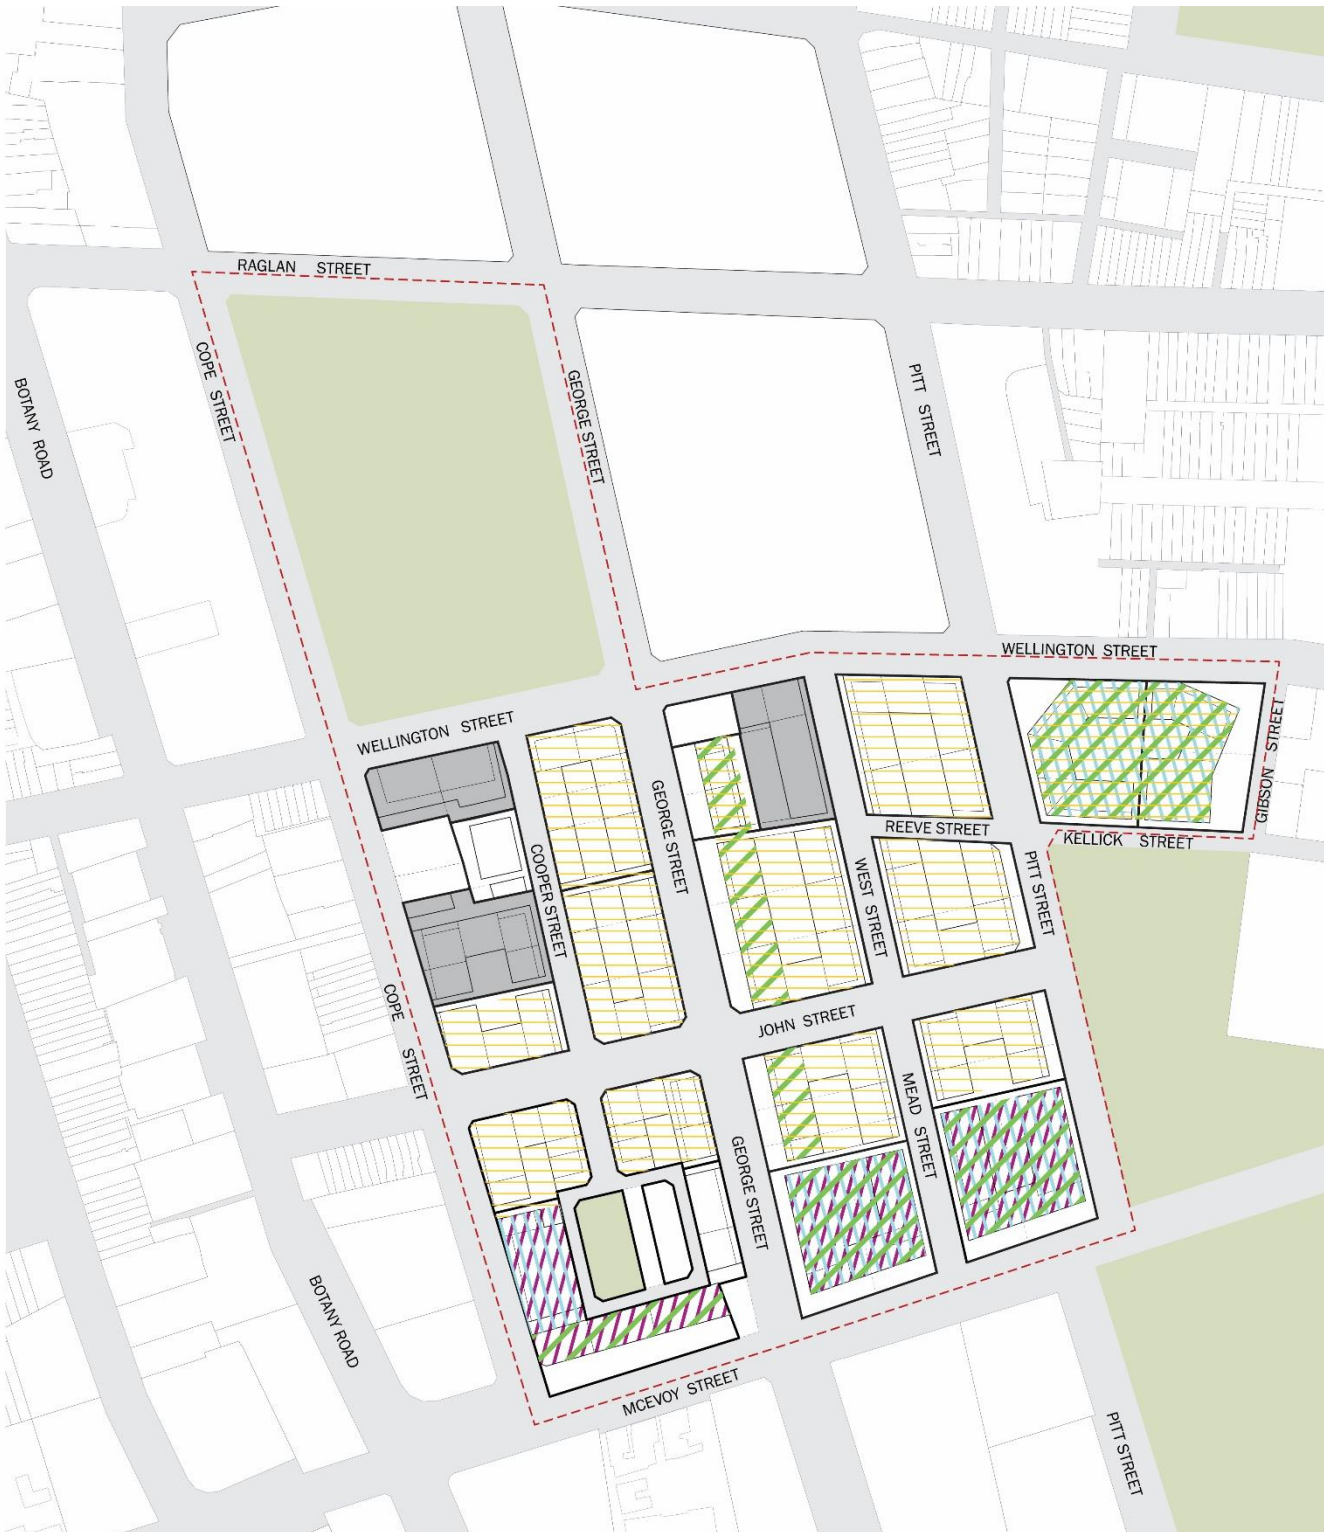 RAGLAN STREET
COPE STREET
GEORGE STREET
PITT STREET
BOTANY ROAD
WELLINGTON STREET
WELLINGTON STREET
GIBSON STREET
GEORGE STREET
REEVE STREET
KELLICK STREET
COOPER STREET
WEST STREET
PITT STREET
COPE STREET
JOHN STREET
MEAD STREET
GEORGE STREET
BOTANY ROAD
MCEVOY STREET
PITT STREET